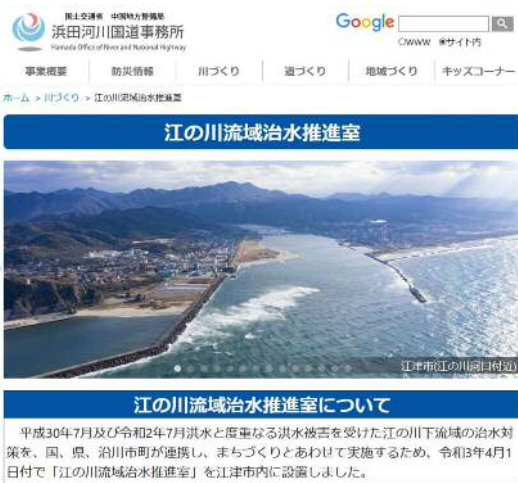 国土交通省 中国地方整備局
浜田河川国道事務所
Hamada Office of River and National Highway
Google
WWW サイト内
事業概要 防災情報 川づくり 道づくり 地域づくり キッズコーナー
ホーム > 川づくり > 江の川流域治水推進室
江の川流域治水推進室
江津市(江の川河口付近)
江の川流域治水推進室について
平成30年7月及び令和2年7月洪水と度重なる洪水被害を受けた江の川下流域の治水対
策を、国、県、沿川市町が連携し、まちづくりとあわせて実施するため、令和3年4月1
日付で「江の川流域治水推進室」を江津市内に設置しました。